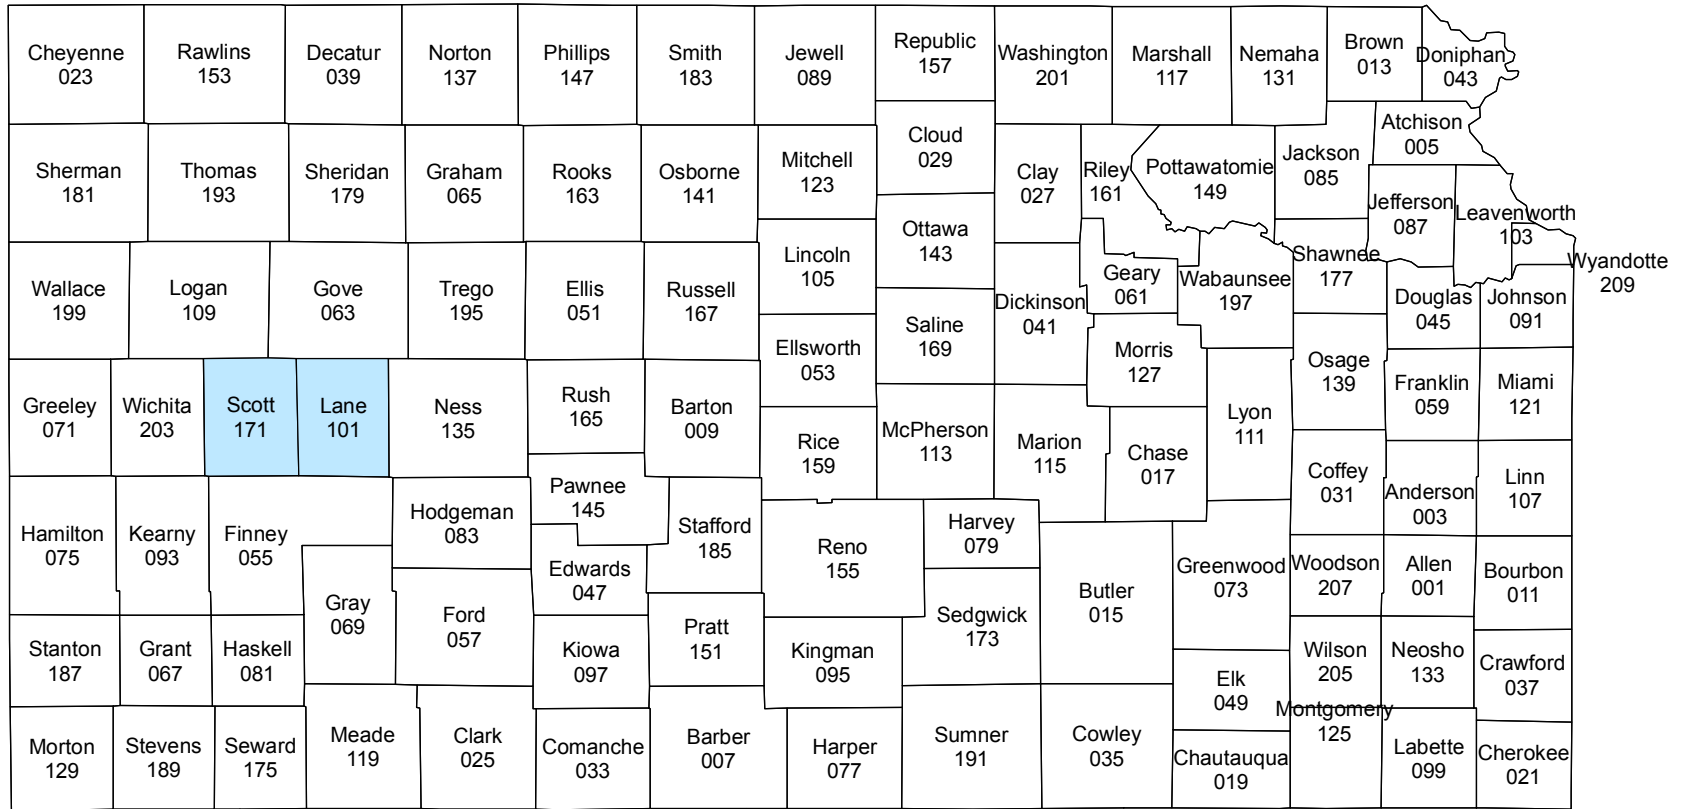 Cheyenne
023
Rawlins
153
Decatur
039
Norton
137
Phillips
147
Smith
183
Jewell
089
Republic
157
Washington
201
Marshall
117
Nemaha
131
Brown
013
Doniphan
043
Sherman
181
Thomas
193
Sheridan
179
Graham
065
Rooks
163
Osborne
141
Mitchell
123
Cloud
029
Clay
027
Riley
161
Pottawatomie
149
Jackson
085
Atchison
005
Jefferson
087
Leavenworth
103
Wyandotte
209
Wallace
199
Logan
109
Gove
063
Trego
195
Ellis
051
Russell
167
Lincoln
105
Ottawa
143
Saline
169
Dickinson
041
Geary
061
Wabaunsee
197
Shawnee
177
Douglas
045
Johnson
091
Ellsworth
053
Morris
127
Osage
139
Franklin
059
Miami
121
Greeley
071
Wichita
203
Scott
171
Lane
101
Ness
135
Rush
165
Barton
009
Rice
159
McPherson
113
Marion
115
Chase
017
Lyon
111
Coffey
031
Anderson
003
Linn
107
Hamilton
075
Kearny
093
Finney
055
Hodgeman
083
Pawnee
145
Stafford
185
Reno
155
Harvey
079
Edwards
047
Gray
069
Ford
057
Sedgwick
173
Butler
015
Greenwood
073
Woodson
207
Allen
001
Bourbon
011
Stanton
187
Grant
067
Haskell
081
Kiowa
097
Pratt
151
Kingman
095
Elk
049
Wilson
205
Neosho
133
Crawford
037
Morton
129
Stevens
189
Seward
175
Meade
119
Clark
025
Comanche
033
Barber
007
Harper
077
Sumner
191
Cowley
035
Chautauqua
019
Montgomery
125
Labette
099
Cherokee
021